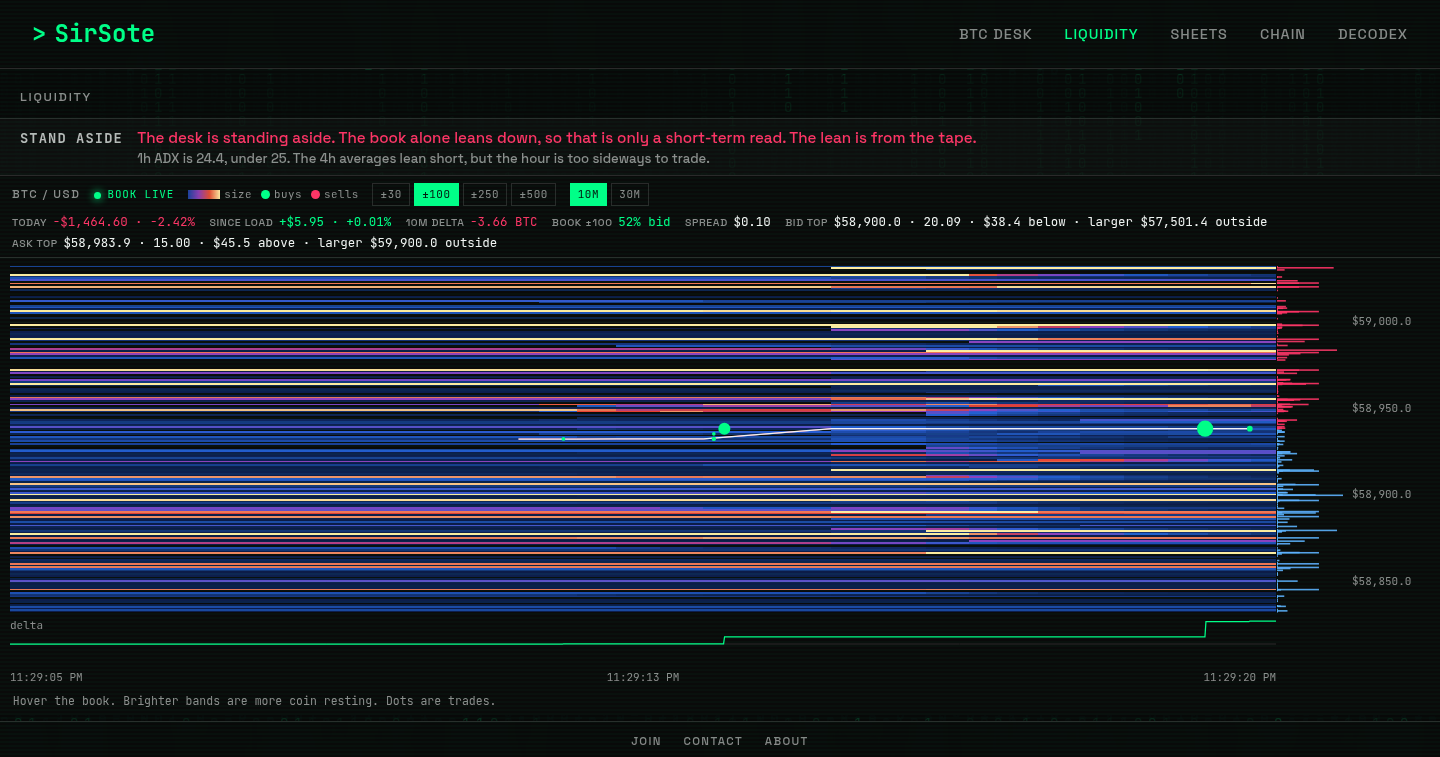 > SirSote
BTC DESK LIQUIDITY SHEETS CHAIN DECODEX
LIQUIDITY
STAND ASIDE The desk is standing aside. The book alone leans down, so that is only a short-term read. The lean is from the tape.
1h ADX is 24.4, under 25. The 4h averages lean short, but the hour is too sideways to trade.
BTC / USD BOOK LIVE size buys sells ±30 ±100 ±250 ±500 10M 30M
TODAY -$1,464.60 · -2.42% SINCE LOAD +$5.95 · +0.01% 10M DELTA -3.66 BTC BOOK ±100 52% bid SPREAD $0.10 BID TOP $58,900.0 · 20.09 · $38.4 below · larger $57,501.4 outside
ASK TOP $58,983.9 · 15.00 · $45.5 above · larger $59,900.0 outside
$59,000.0
$58,950.0
$58,900.0
$58,850.0
delta
11:29:05 PM 11:29:13 PM 11:29:20 PM
Hover the book. Brighter bands are more coin resting. Dots are trades.
JOIN CONTACT ABOUT